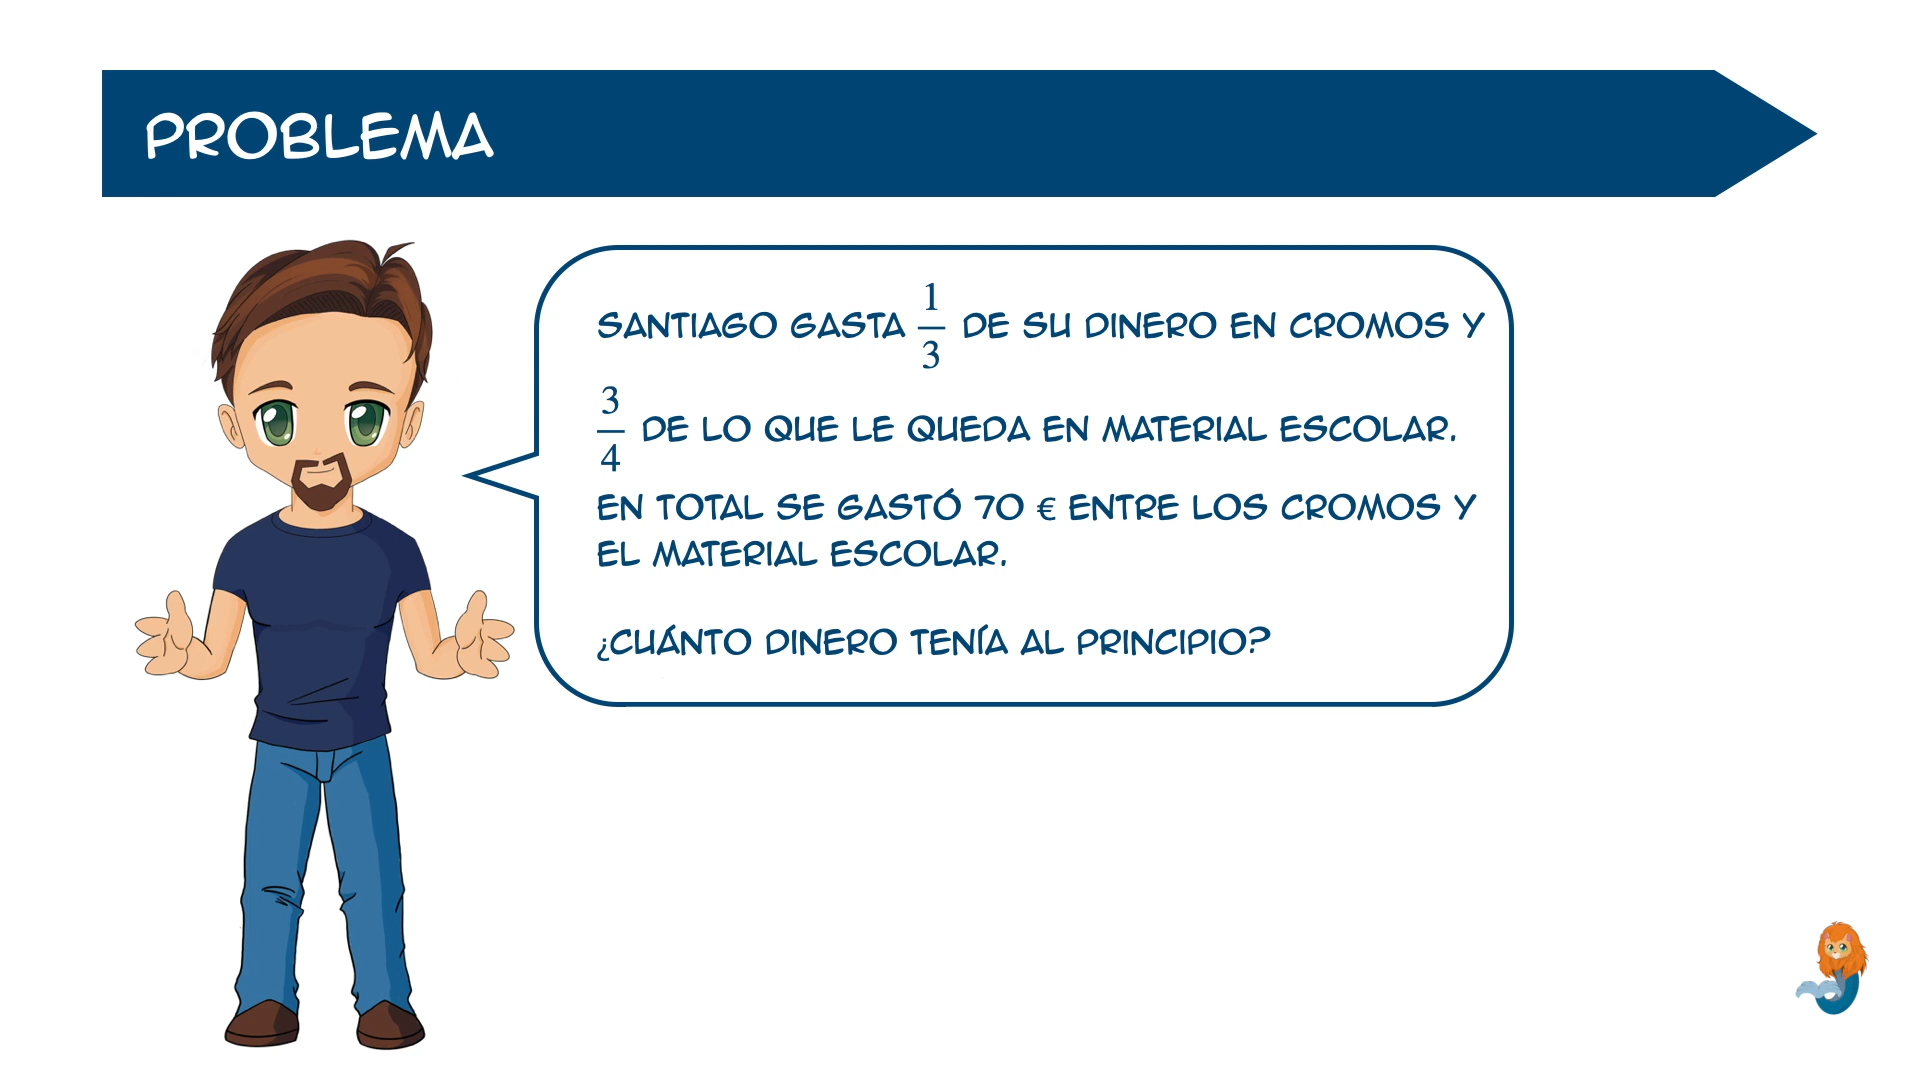 PROBLEMA
SANTIAGO GASTA 1/3 DE SU DINERO EN CROMOS Y
3/4 DE LO QUE LE QUEDA EN MATERIAL ESCOLAR.
EN TOTAL SE GASTÓ 70 € ENTRE LOS CROMOS Y
EL MATERIAL ESCOLAR.
¿CUÁNTO DINERO TENÍA AL PRINCIPIO?